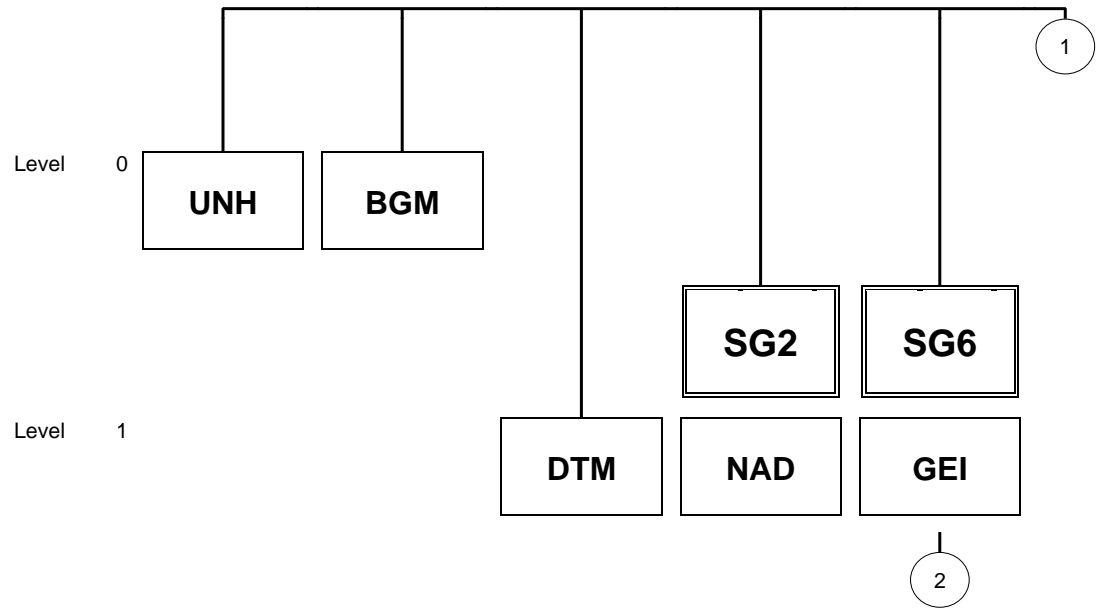 1
Level 0
UNH BGM
SG2 SG6
Level 1
DTM NAD GEI
2